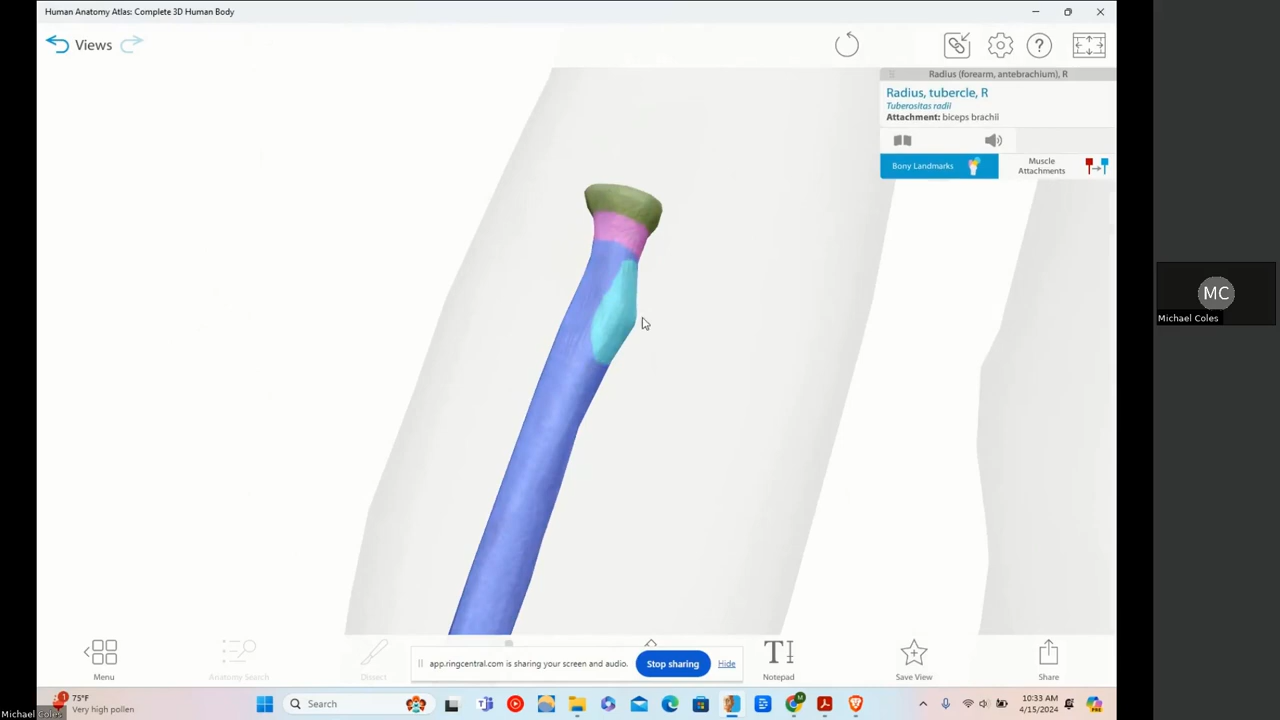 Human Anatomy Atlas: Complete 3D Human Body
Views
Radius (forearm, antebrachium), R
Radius, tubercle, R
Tuberositas radii
Attachment: biceps brachii
Bony Landmarks
Muscle
Attachments
MC
Michael Coles
Menu
Anatomy Search
Dissect
app.ringcentral.com is sharing your screen and audio.
Stop sharing
Hide
Notepad
Save View
Share
1
75°F
Very high pollen
Search
10:33 AM
4/15/2024
Michael Coles